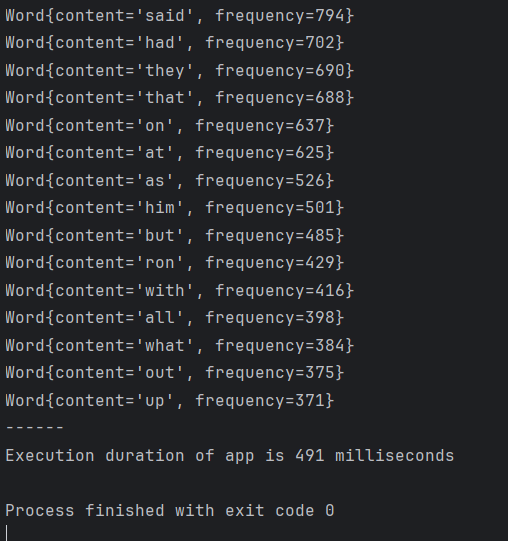 Word{content='said', frequency=794}
Word{content='had', frequency=702}
Word{content='they', frequency=690}
Word{content='that', frequency=688}
Word{content='on', frequency=637}
Word{content='at', frequency=625}
Word{content='as', frequency=526}
Word{content='him', frequency=501}
Word{content='but', frequency=485}
Word{content='ron', frequency=429}
Word{content='with', frequency=416}
Word{content='all', frequency=398}
Word{content='what', frequency=384}
Word{content='out', frequency=375}
Word{content='up', frequency=371}
------
Execution duration of app is 491 milliseconds
Process finished with exit code 0